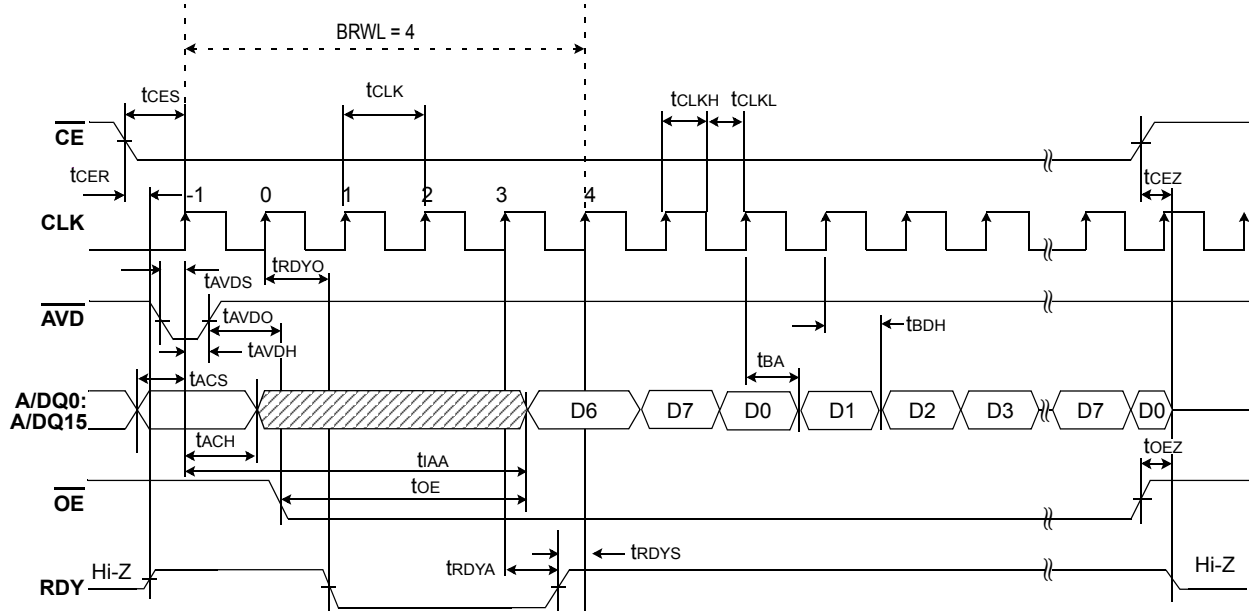 BRWL = 4
tCES
tCLK
tCLKH
tCLKL
CE
tCER
tCEZ
-1
0
1
2
3
4
CLK
tRDYO
tAVDS
AVD
tAVDO
tBDH
tAVDH
tBA
tACS
A/DQ0:
A/DQ15
D6
D7
D0
D1
D2
D3
D7
D0
tACH
tIAA
tOEZ
OE
tOE
tRDYS
tRDYA
RDY
Hi-Z
Hi-Z